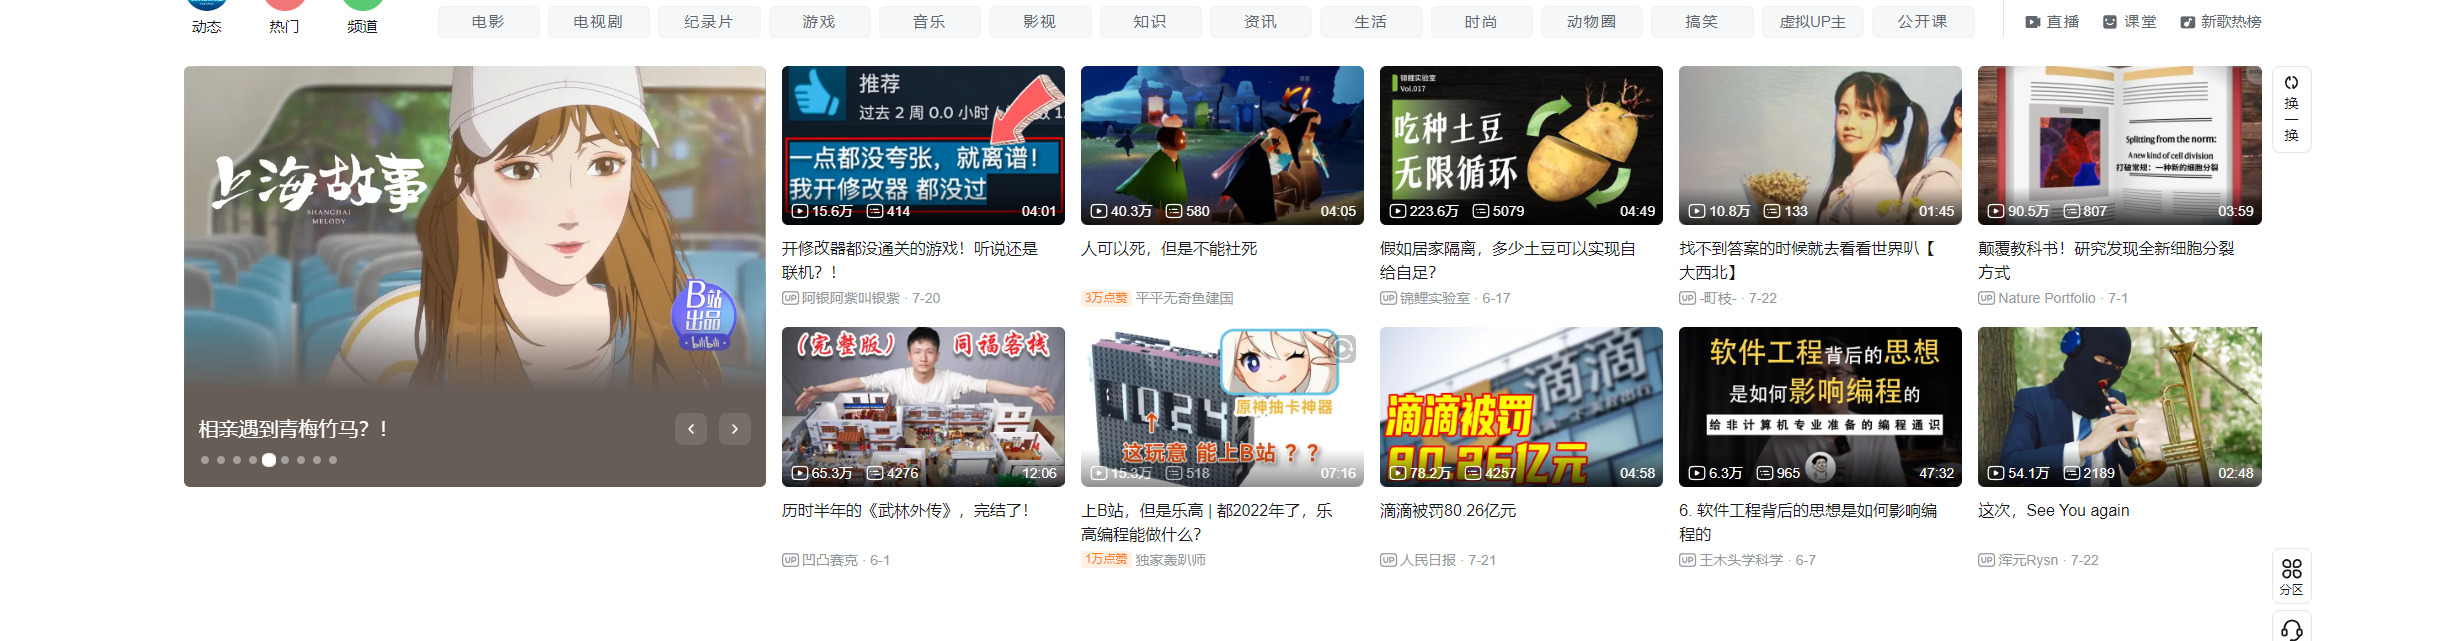 动态
热门
频道
电影
电视剧
纪录片
游戏
音乐
影视
知识
资讯
生活
时尚
动物圈
搞笑
虚拟UP主
公开课
直播
课堂
新歌热榜
上海故事
SHANGHAI
MELODY
B站
出品
bilibili
相亲遇到青梅竹马？！
推荐
过去 2 周 0.0 小时
一点都没夸张，就离谱！
我开修改器 都没过
15.6万
414
04:01
开修改器都没通关的游戏！听说还是
联机？！
UP 阿银阿紫叫银紫 · 7-20
40.3万
580
04:05
人可以死，但是不能社死
3万点赞 平平无奇鱼建国
锦鲤实验室
Vol.017
吃种土豆
无限循环
223.6万
5079
04:49
假如居家隔离，多少土豆可以实现自
给自足？
UP 锦鲤实验室 · 6-17
10.8万
133
01:45
找不到答案的时候就去看看世界叭【
大西北】
UP -町枝- · 7-22
Splitting from the norm:
A new kind of cell division
打破常规：一种新的细胞分裂
90.5万
807
03:59
颠覆教科书！研究发现全新细胞分裂
方式
UP Nature Portfolio · 7-1
换
一
换
（完整版）
同福客栈
65.3万
4276
12:06
历时半年的《武林外传》，完结了！
UP 凹凸赛克 · 6-1
1024
原神抽卡神器
这玩意 能上B站 ？？
15.3万
518
07:16
上B站，但是乐高 | 都2022年了，乐
高编程能做什么？
1万点赞 独家轰趴师
滴滴
滴滴被罚
80.26亿元
78.2万
4257
04:58
滴滴被罚80.26亿元
UP 人民日报 · 7-21
软件工程背后的思想
是如何影响编程的
给非计算机专业准备的编程通识
6.3万
965
47:32
6. 软件工程背后的思想是如何影响编
程的
UP 王木头学科学 · 6-7
54.1万
2189
02:48
这次，See You again
UP 浑元Rysn · 7-22
分区